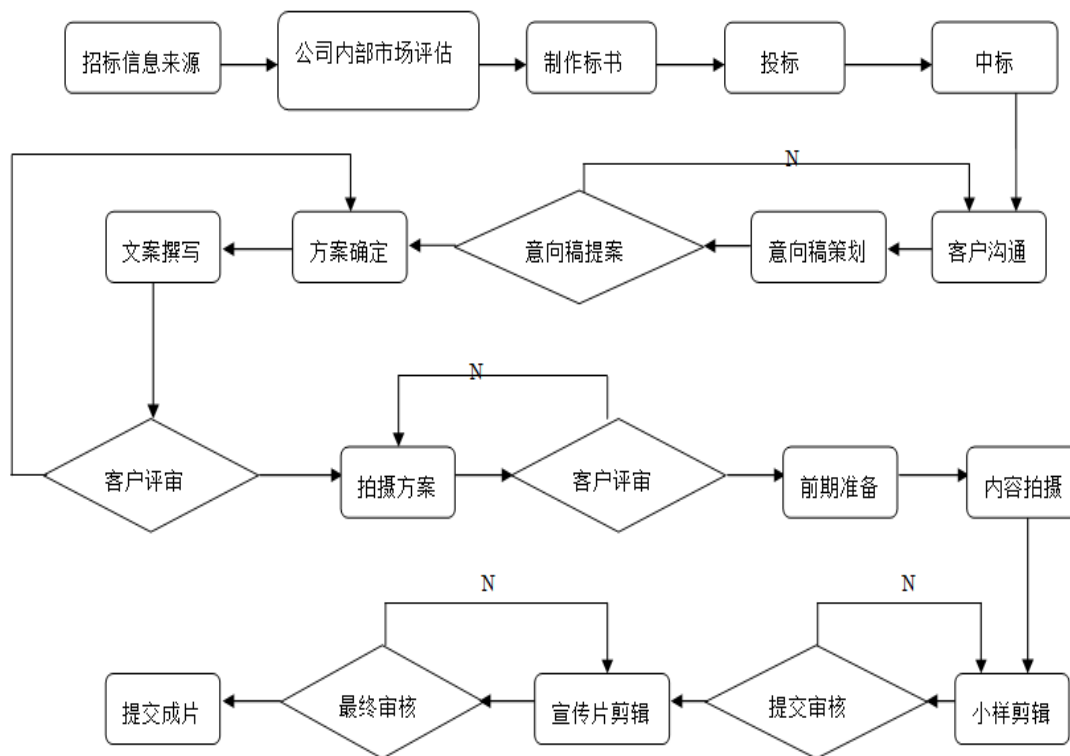 招标信息来源
公司内部市场评估
制作标书
投标
中标
N
文案撰写
方案确定
意向稿提案
意向稿策划
客户沟通
N
客户评审
拍摄方案
客户评审
前期准备
内容拍摄
N
N
提交成片
最终审核
宣传片剪辑
提交审核
小样剪辑